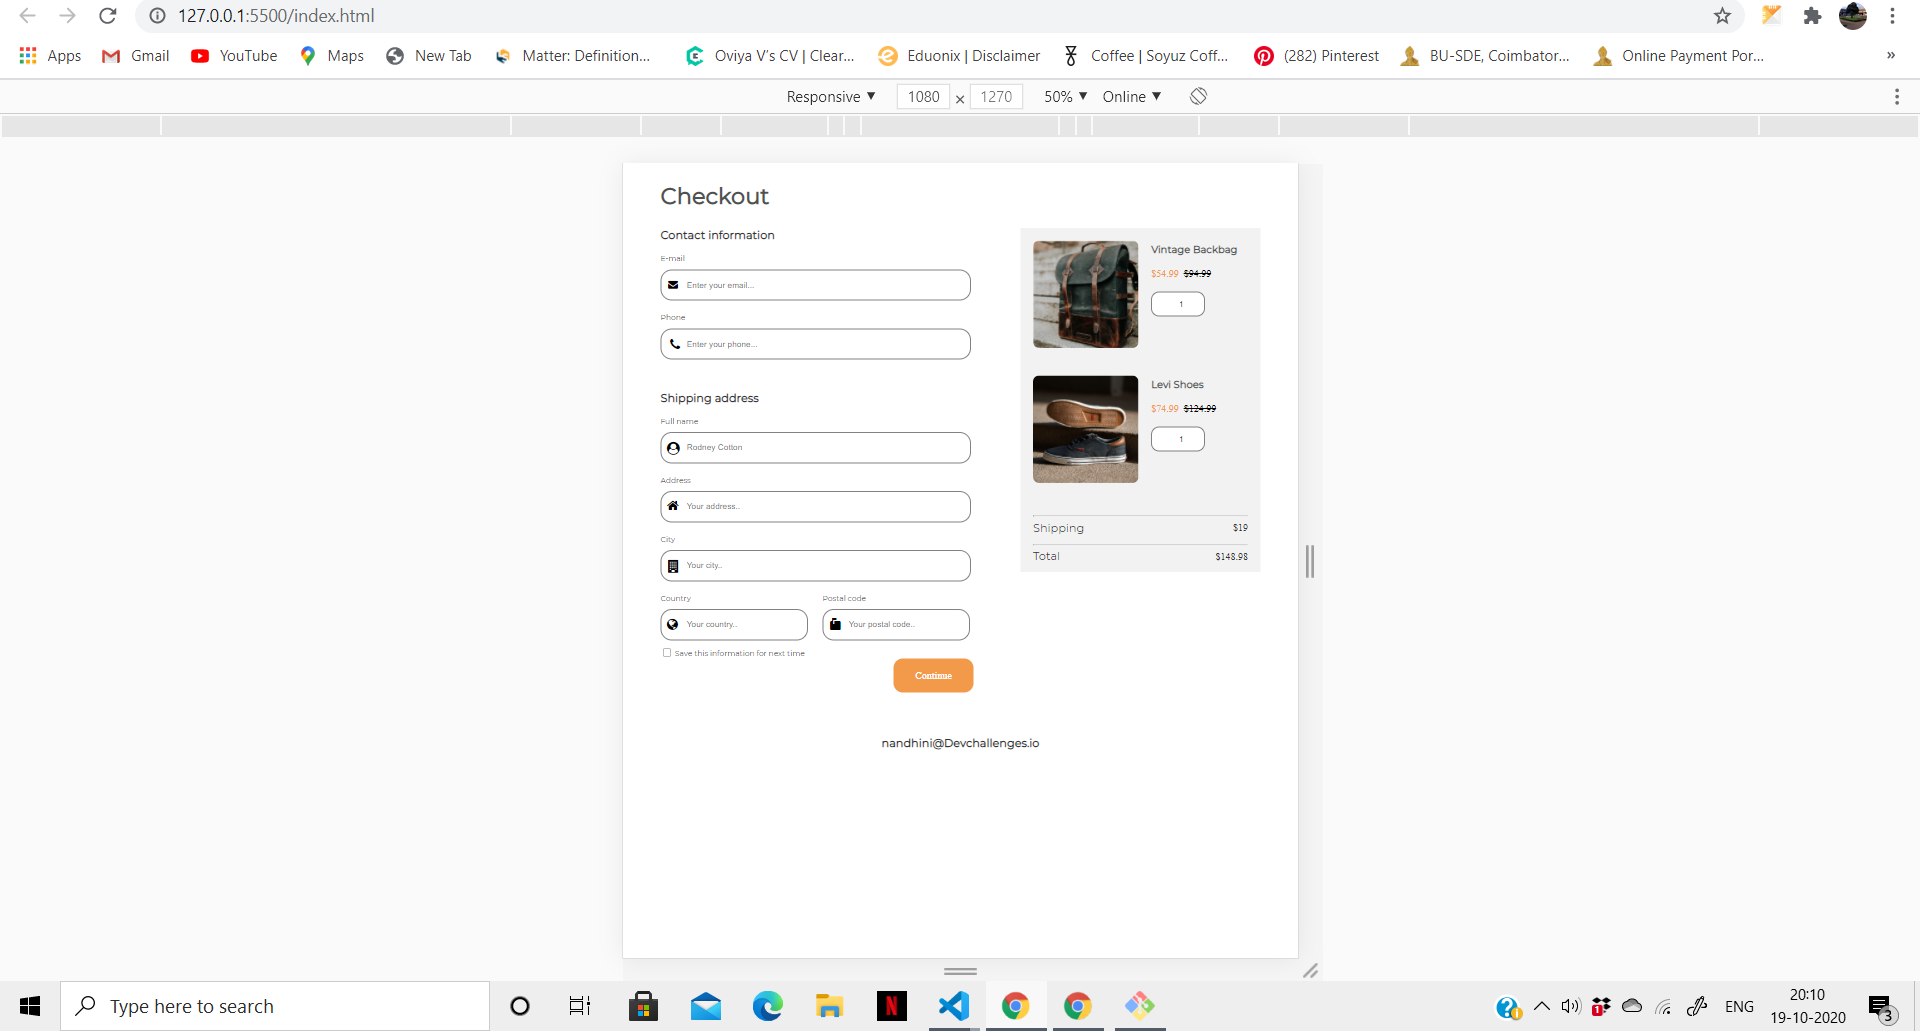 127.0.0.1:5500/index.html
Apps Gmail YouTube Maps New Tab Matter: Definition... Oviya V's CV | Clear... Eduonix | Disclaimer Coffee | Soyuz Coff... (282) Pinterest BU-SDE, Coimbator... Online Payment Por... »
Responsive ▼ 1080 × 1270 50% ▼ Online ▼
Checkout
Contact information
E-mail
Enter your email...
Phone
Enter your phone...
Shipping address
Full name
Rodney Cotton
Address
Your address..
City
Your city..
Country Postal code
Your country.. Your postal code..
Save this information for next time
Continue
Vintage Backbag
$54.99 $94.99
1
Levi Shoes
$74.99 $124.99
1
Shipping $19
Total $148.98
nandhini@Devchallenges.io
Type here to search
N
1
ENG
20:10
19-10-2020
3